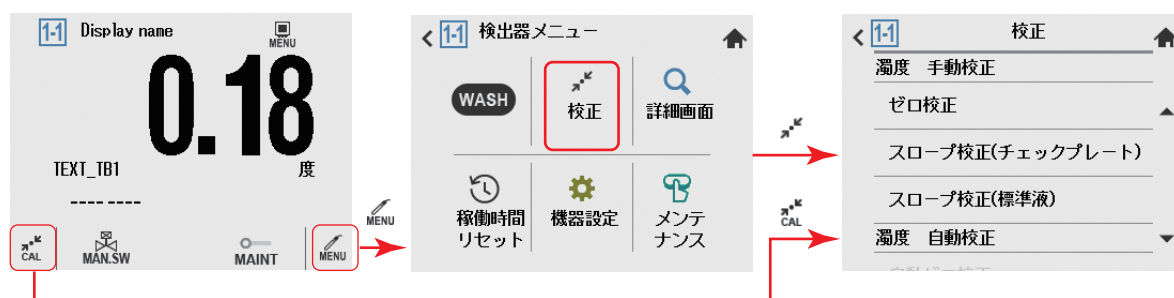 1-1 Display name
MENU
0.18
TEXT_TB1
度
---- ----
CAL
MAN.SW
MAINT
MENU
MENU
1-1 検出器メニュー
WASH
校正
詳細画面
稼働時間
リセット
機器設定
メンテ
ナンス
CAL
1-1 校正
濁度 手動校正
ゼロ校正
スロープ校正(チェックプレート)
スロープ校正(標準液)
濁度 自動校正